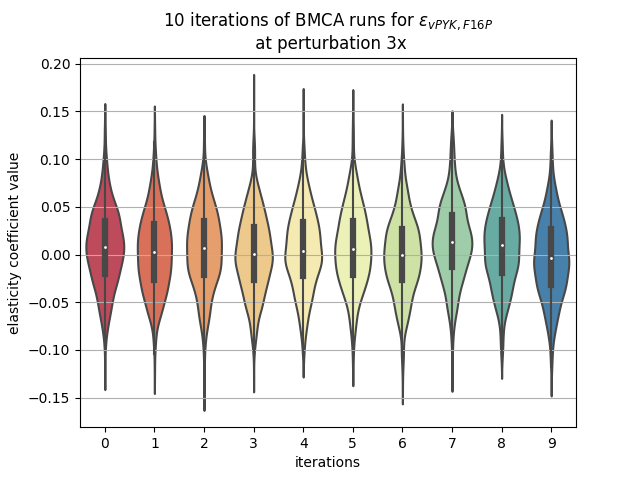 10 iterations of BMCA runs for ε_{vPYK, F16P}
at perturbation 3x
elasticity coefficient value
0.20
0.15
0.10
0.05
0.00
−0.05
−0.10
−0.15
0 1 2 3 4 5 6 7 8 9
iterations